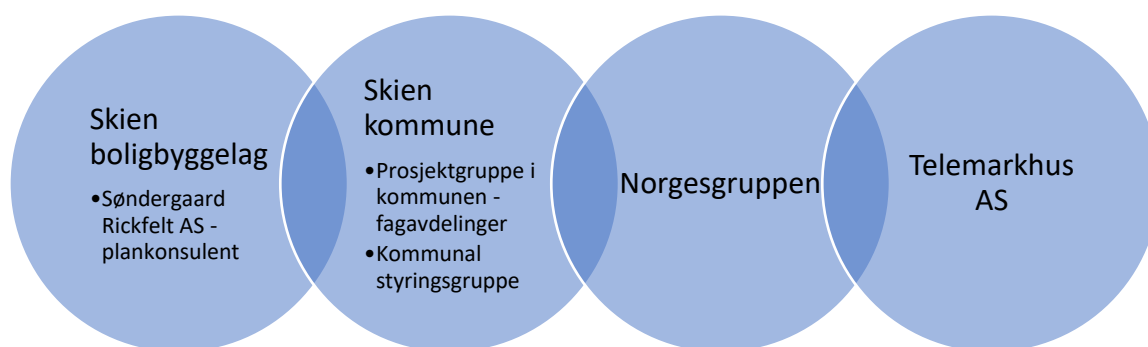 Skien
boligbyggelag
•Søndergaard
Rickfelt AS -
plankonsulent
Skien
kommune
•Prosjektgruppe i
kommunen -
fagavdelinger
•Kommunal
styringsgruppe
Norgesgruppen
Telemarkhus
AS